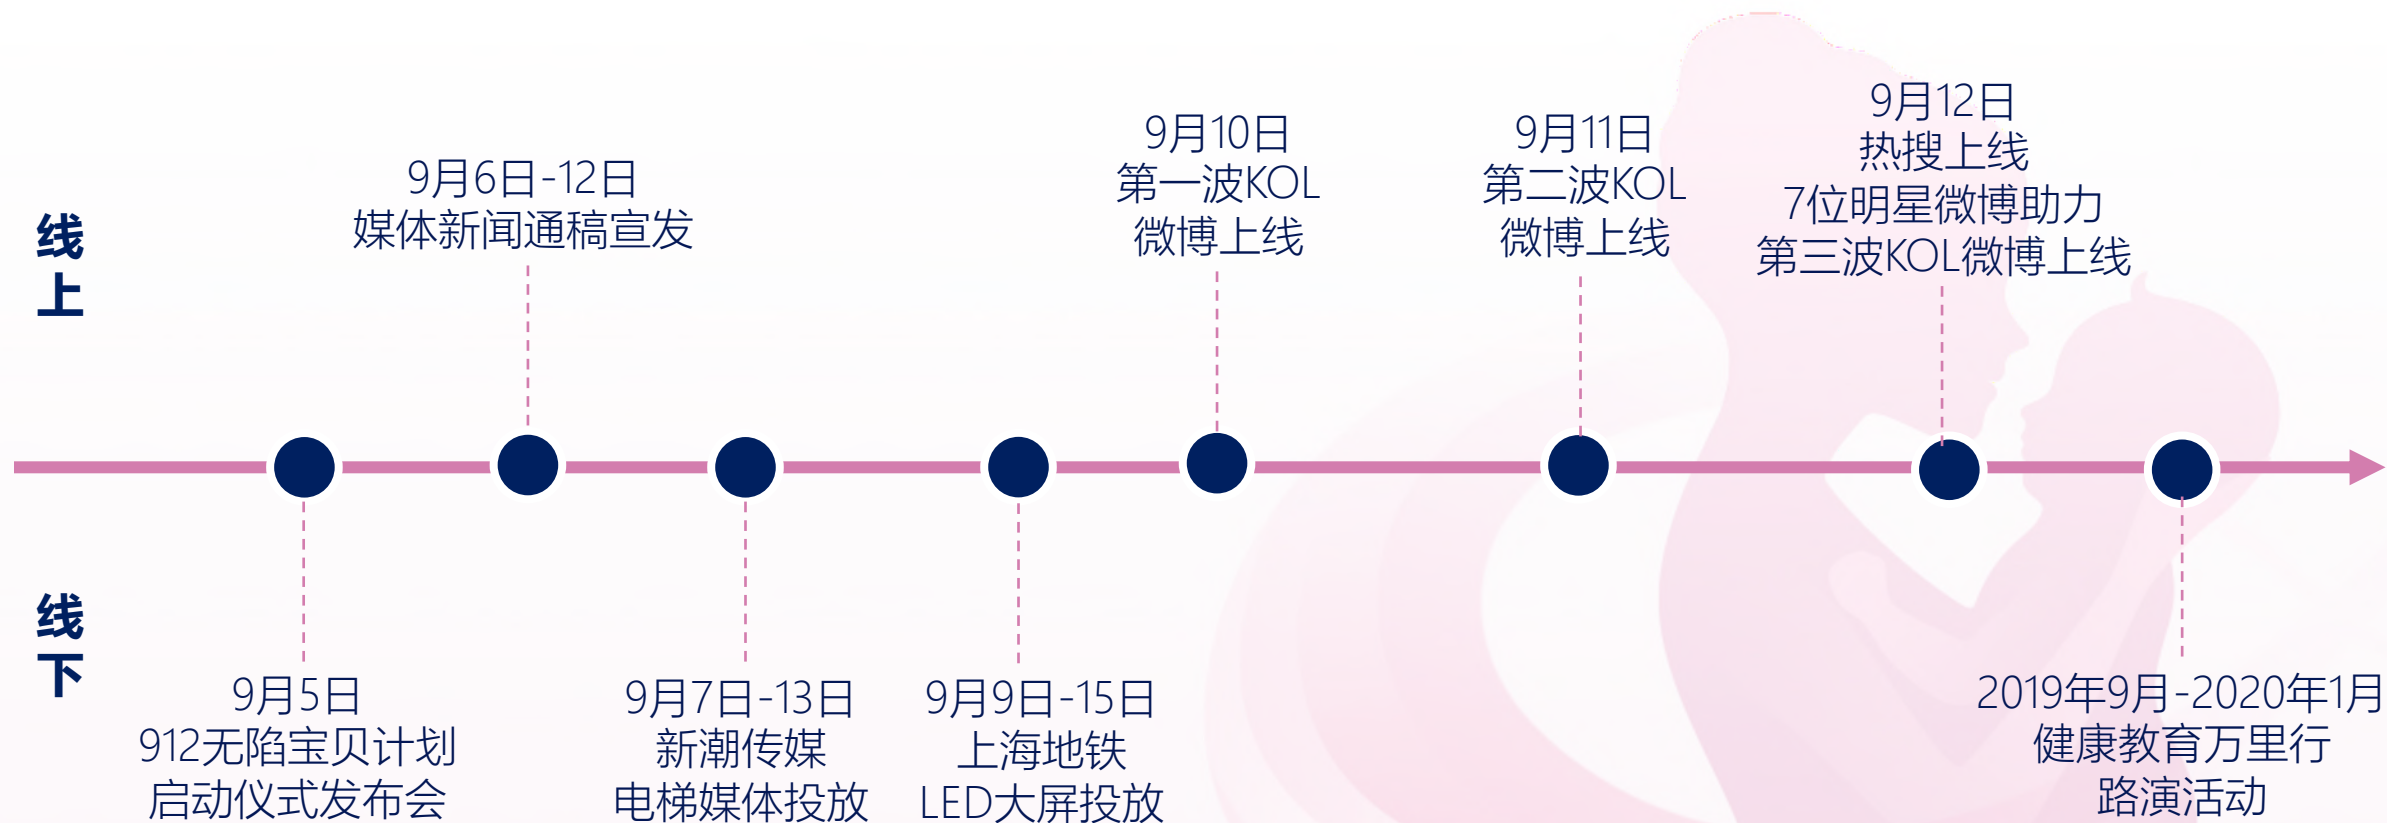 线
上
9月6日-12日
媒体新闻通稿宣发
9月10日
第一波KOL
微博上线
9月11日
第二波KOL
微博上线
9月12日
热搜上线
7位明星微博助力
第三波KOL微博上线
线
下
9月5日
912无陷宝贝计划
启动仪式发布会
9月7日-13日
新潮传媒
电梯媒体投放
9月9日-15日
上海地铁
LED大屏投放
2019年9月-2020年1月
健康教育万里行
路演活动